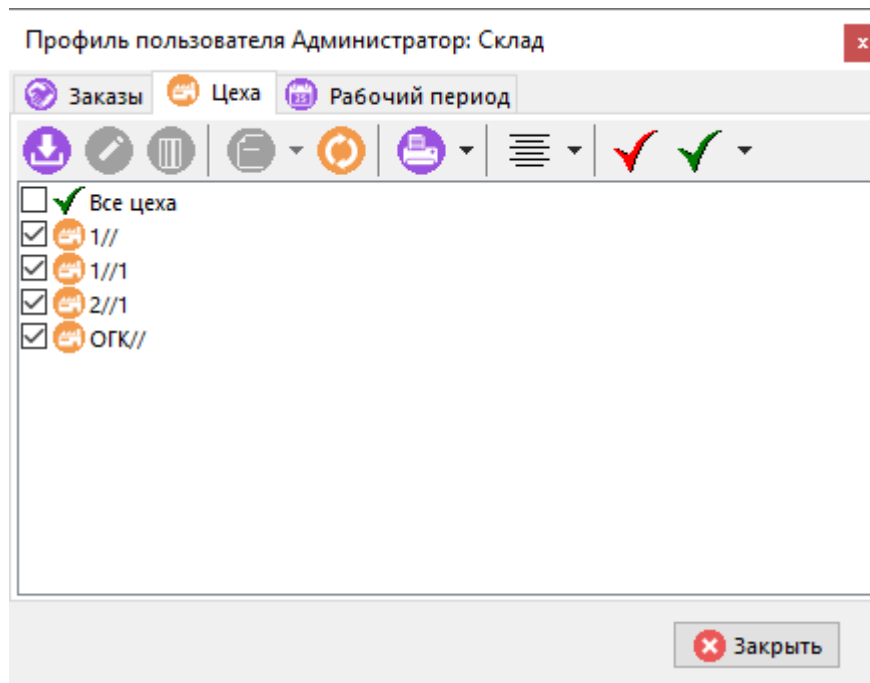 Профиль пользователя Администратор: Склад
x
Заказы Цеха Рабочий период
Все цеха
1//
1//1
2//1
ОГК//
Закрыть